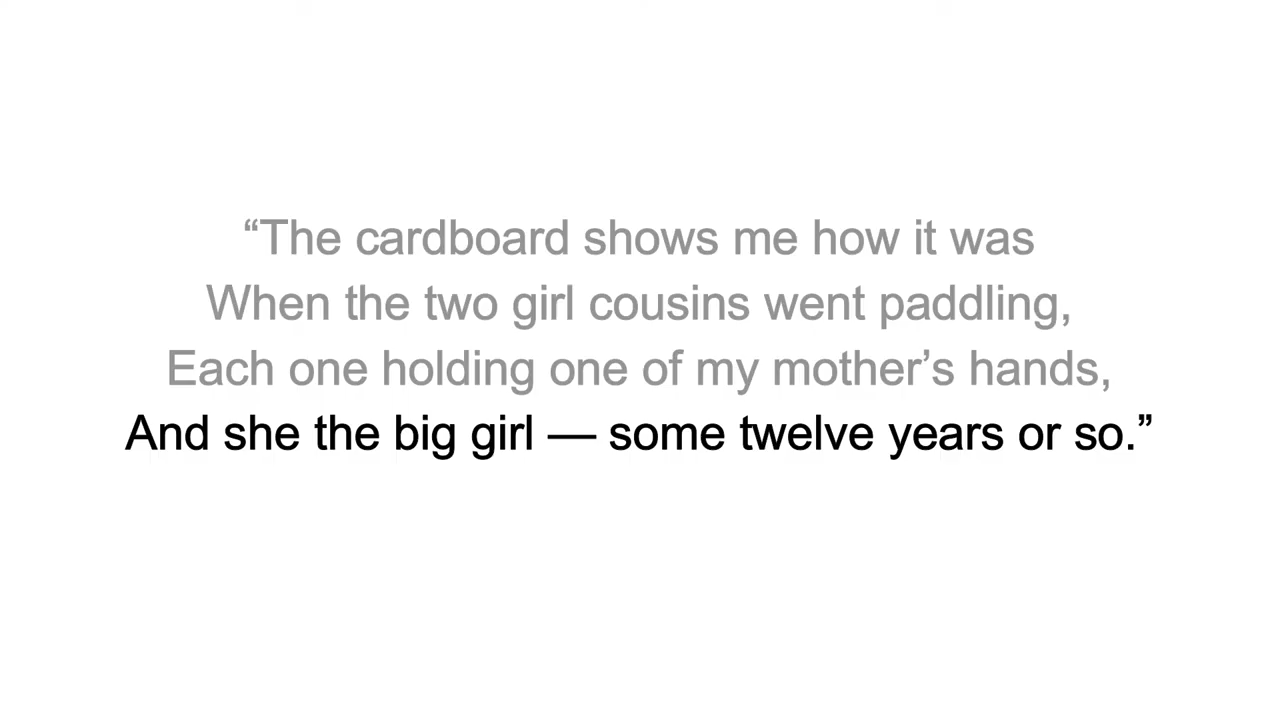 “The cardboard shows me how it was
When the two girl cousins went paddling,
Each one holding one of my mother’s hands,
And she the big girl — some twelve years or so.”